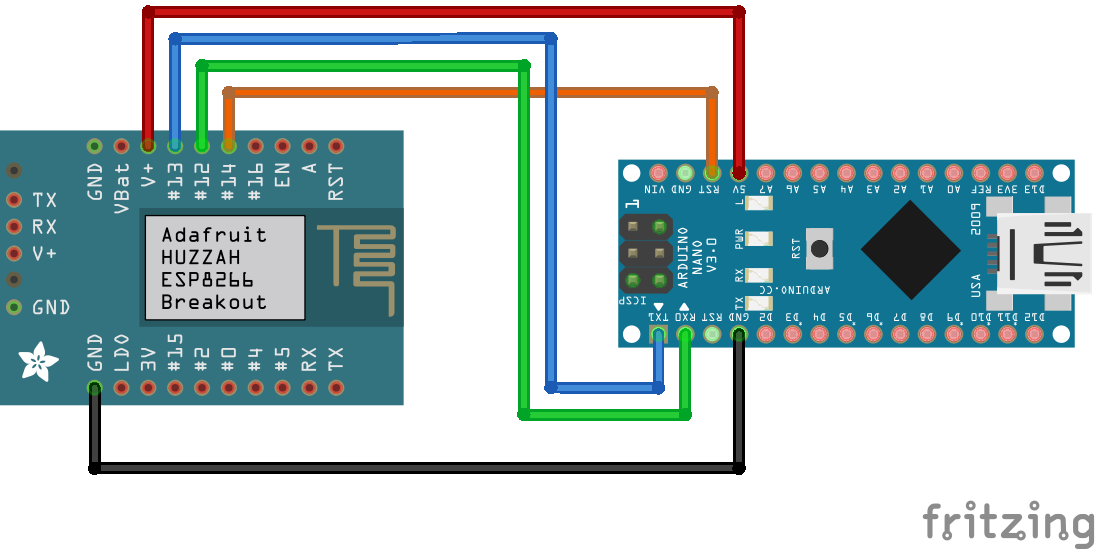 GND
VBat
V+
#13
#12
#14
#16
EN
A
RST
TX
RX
V+
GND
Adafruit
HUZZAH
ESP8266
Breakout
GND
LDO
3V
#15
#2
#0
#4
#5
RX
TX
VIN
GND
RST
5V
A7
A6
A5
A4
A3
A2
A1
A0
REF
3V3
D13
1
L
PWR
RX
TX
ARDUINO
NANO
V3.0
RST
ICSP
ARDUINO.CC
USA
TX1
RX0
RST
GND
D2
D3
D4
D5
D6
D7
D8
D9
D10
D11
D12
fritzing